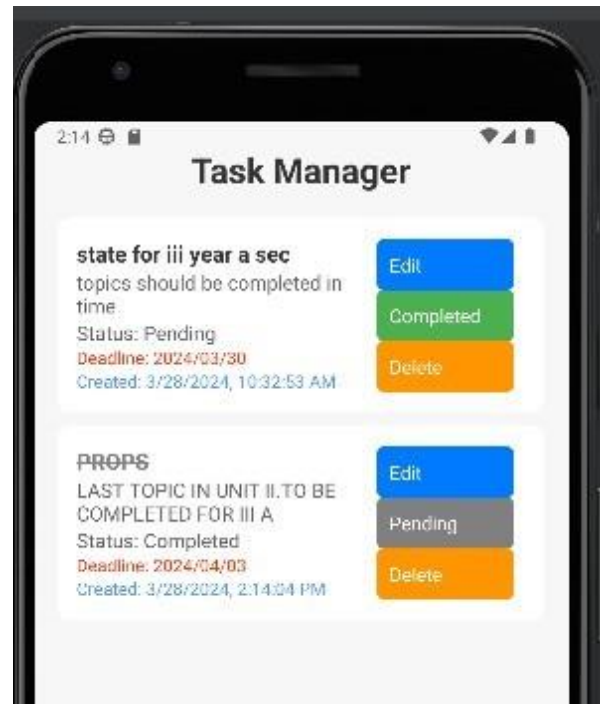 2:14
Task Manager
state for iii year a sec
topics should be completed in
time
Status: Pending
Deadline: 2024/03/30
Created: 3/28/2024, 10:32:53 AM
Edit
Completed
Delete
PROPS
LAST TOPIC IN UNIT II.TO BE
COMPLETED FOR III A
Status: Completed
Deadline: 2024/04/03
Created: 3/28/2024, 2:14:04 PM
Edit
Pending
Delete